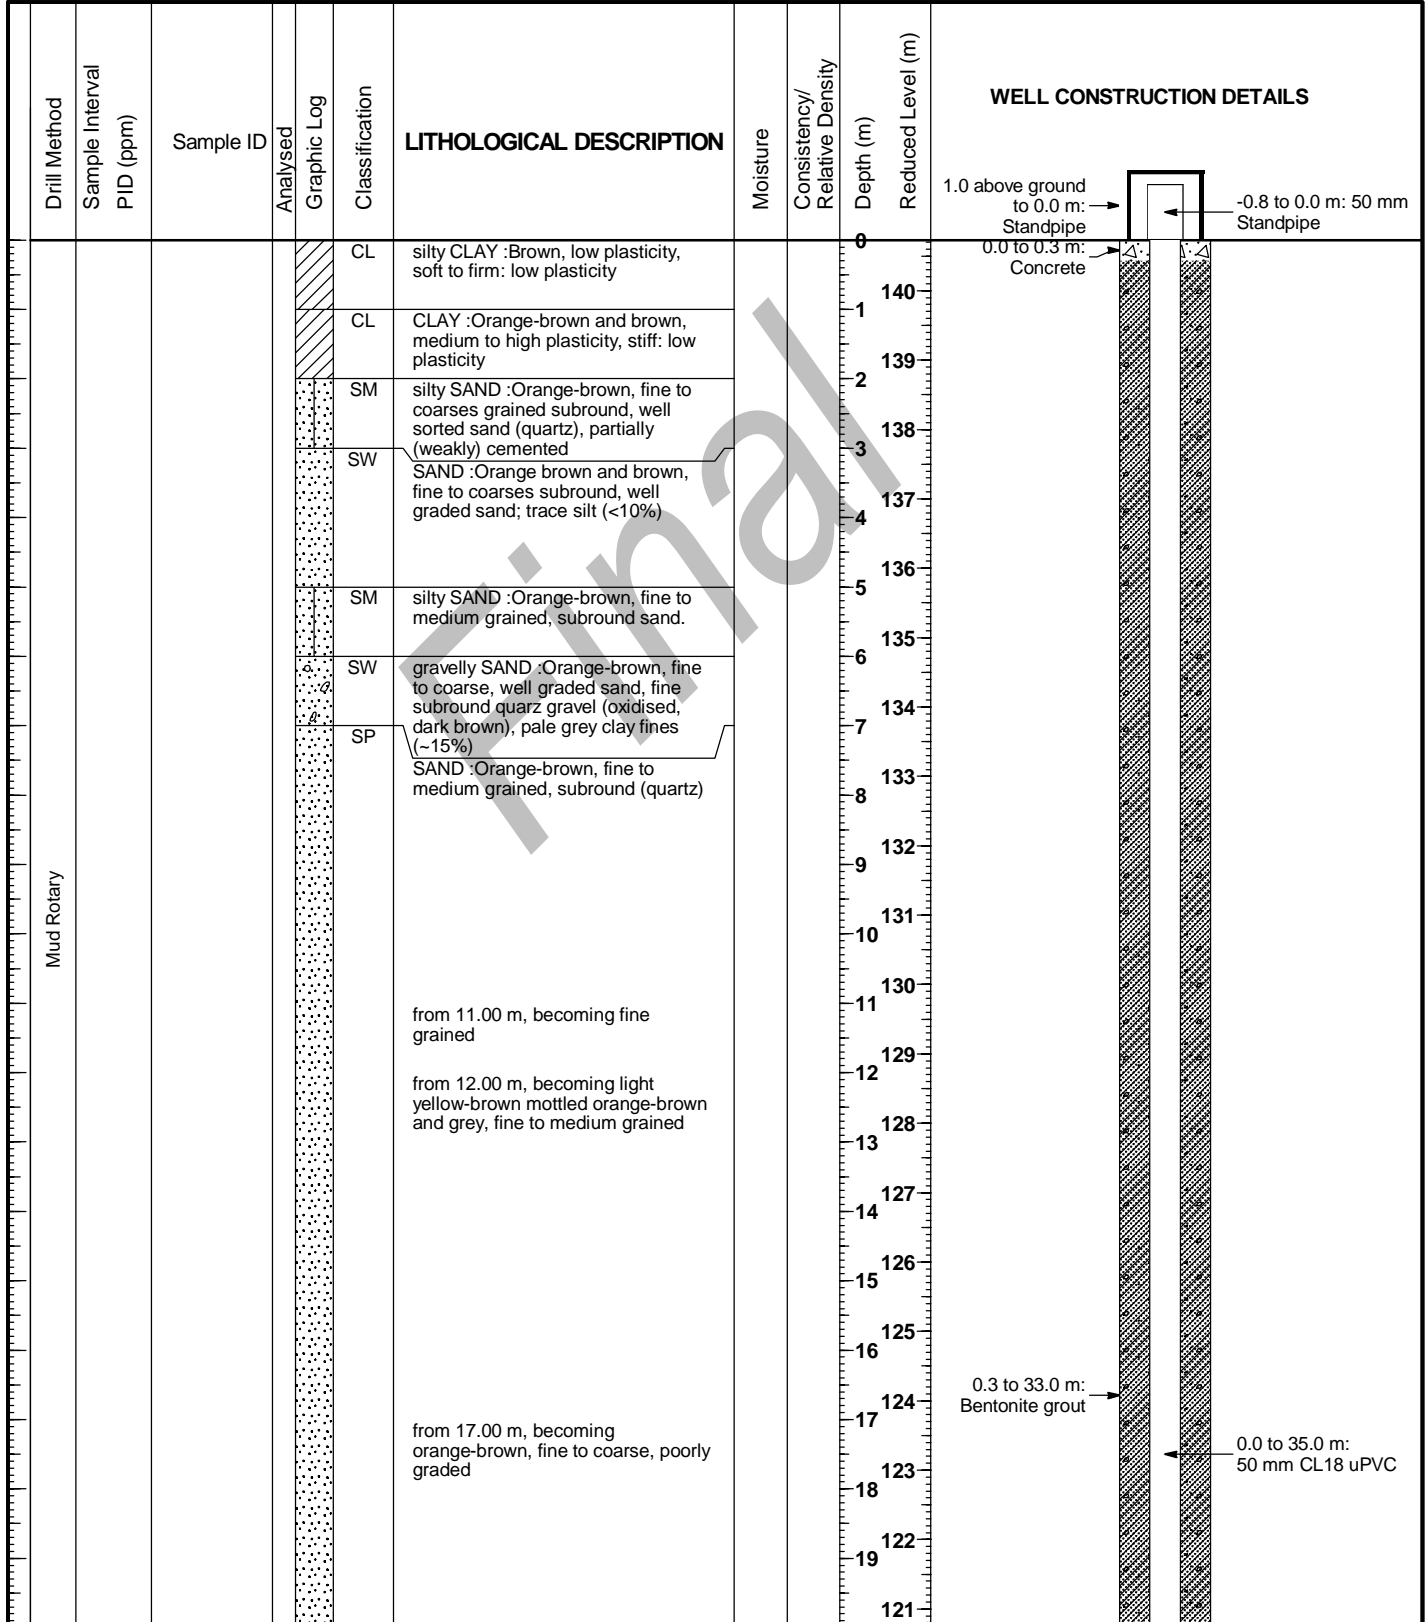 Drill Method
Sample Interval
PID (ppm)
Sample ID
Analysed
Graphic Log
Classification
LITHOLOGICAL DESCRIPTION
Moisture
Consistency/
Relative Density
Depth (m)
Reduced Level (m)
WELL CONSTRUCTION DETAILS
1.0 above ground
to 0.0 m:
Standpipe
-0.8 to 0.0 m: 50 mm
Standpipe
0.0 to 0.3 m:
Concrete
Mud Rotary
CL
silty CLAY :Brown, low plasticity,
soft to firm: low plasticity
CL
CLAY :Orange-brown and brown,
medium to high plasticity, stiff: low
plasticity
SM
silty SAND :Orange-brown, fine to
coarses grained subround, well
sorted sand (quartz), partially
(weakly) cemented
SW
SAND :Orange brown and brown,
fine to coarses subround, well
graded sand; trace silt (<10%)
SM
silty SAND :Orange-brown, fine to
medium grained, subround sand.
SW
gravelly SAND :Orange-brown, fine
to coarse, well graded sand, fine
subround quarz gravel (oxidised,
dark brown), pale grey clay fines
(~15%)
SP
SAND :Orange-brown, fine to
medium grained, subround (quartz)
from 11.00 m, becoming fine
grained
from 12.00 m, becoming light
yellow-brown mottled orange-brown
and grey, fine to medium grained
from 17.00 m, becoming
orange-brown, fine to coarse, poorly
graded
0
1
2
3
4
5
6
7
8
9
10
11
12
13
14
15
16
17
18
19
140
139
138
137
136
135
134
133
132
131
130
129
128
127
126
125
124
123
122
121
0.3 to 33.0 m:
Bentonite grout
0.0 to 35.0 m:
50 mm CL18 uPVC
Final